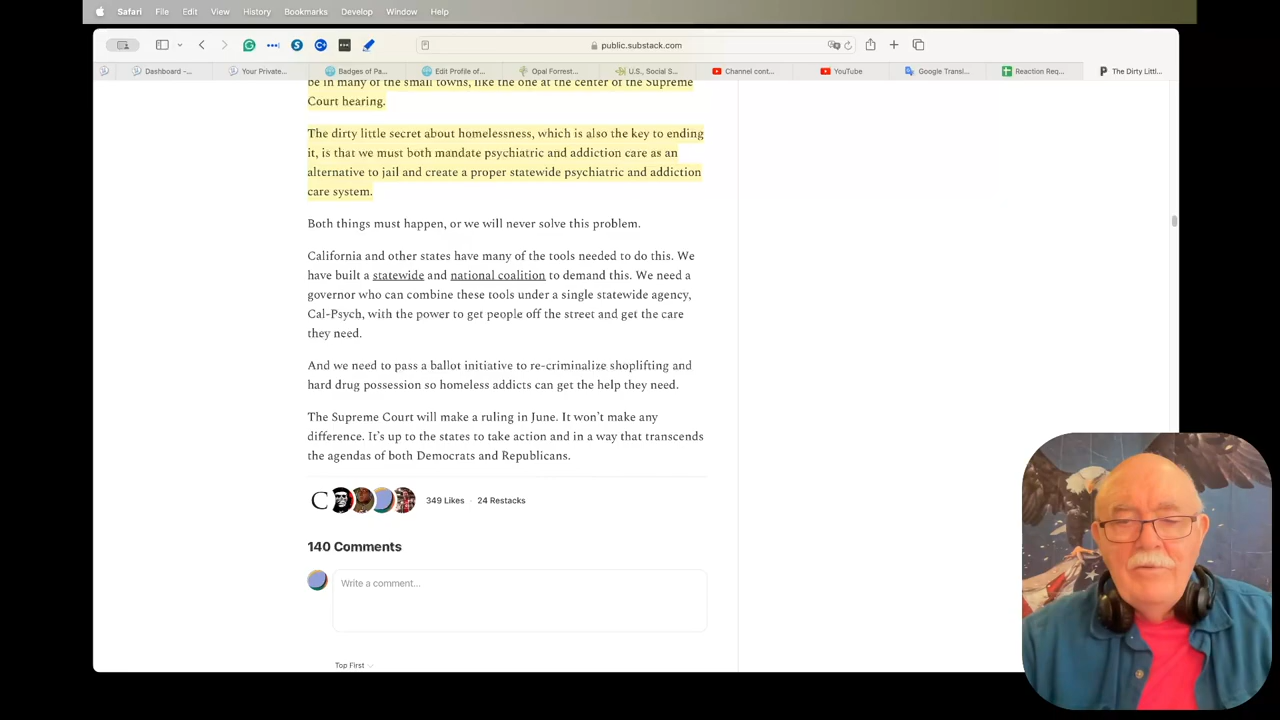 Safari File Edit View History Bookmarks Develop Window Help
public.substack.com
Dashboard -... Your Private... Badges of Pa... Edit Profile of... Opal Forrest... U.S., Social S... Channel cont... YouTube Google Transl... Reaction Req... The Dirty Littl...
be in many of the small towns, like the one at the center of the Supreme
Court hearing.
The dirty little secret about homelessness, which is also the key to ending
it, is that we must both mandate psychiatric and addiction care as an
alternative to jail and create a proper statewide psychiatric and addiction
care system.
Both things must happen, or we will never solve this problem.
California and other states have many of the tools needed to do this. We
have built a statewide and national coalition to demand this. We need a
governor who can combine these tools under a single statewide agency,
Cal-Psych, with the power to get people off the street and get the care
they need.
And we need to pass a ballot initiative to re-criminalize shoplifting and
hard drug possession so homeless addicts can get the help they need.
The Supreme Court will make a ruling in June. It won't make any
difference. It's up to the states to take action and in a way that transcends
the agendas of both Democrats and Republicans.
349 Likes · 24 Restacks
140 Comments
Write a comment...
Top First